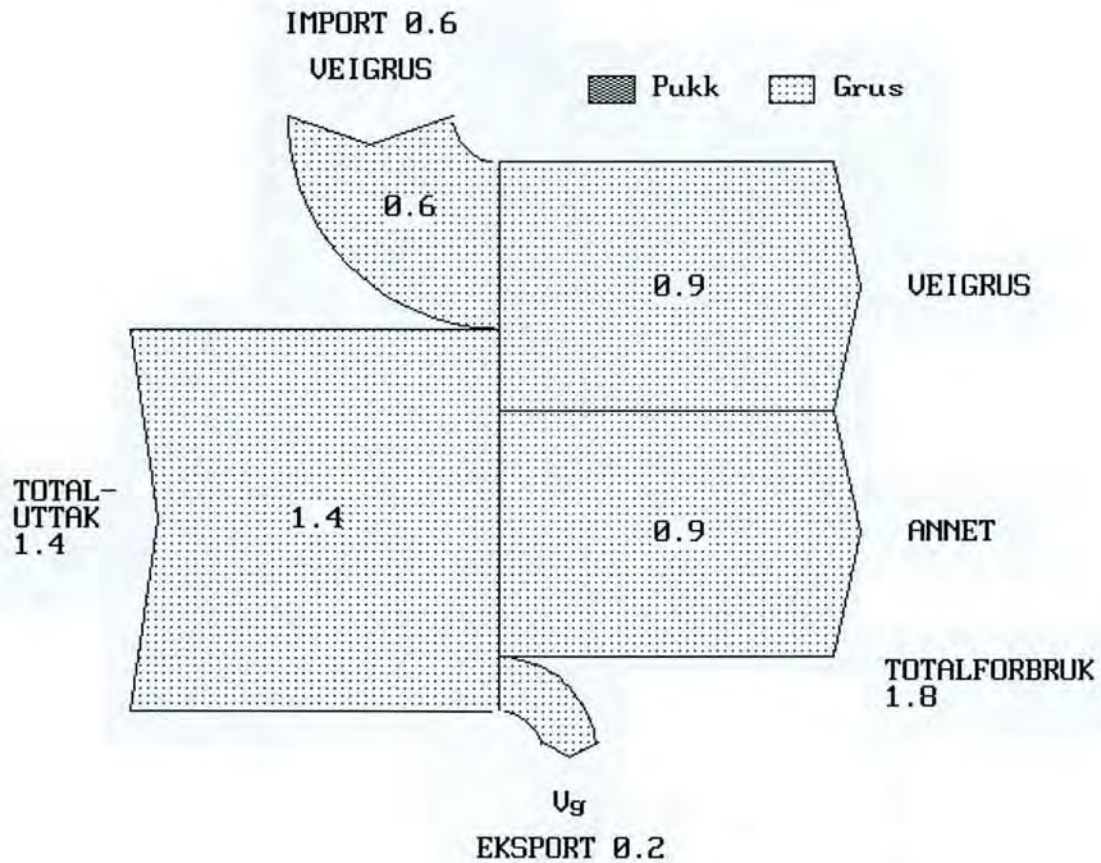 IMPORT 0.6
VEIGRUS
Pukk
Grus
0.6
0.9
VEIGRUS
TOTAL-
UTTAK
1.4
1.4
0.9
ANNET
TOTALFORBRUK
1.8
Vg
EKSPORT 0.2